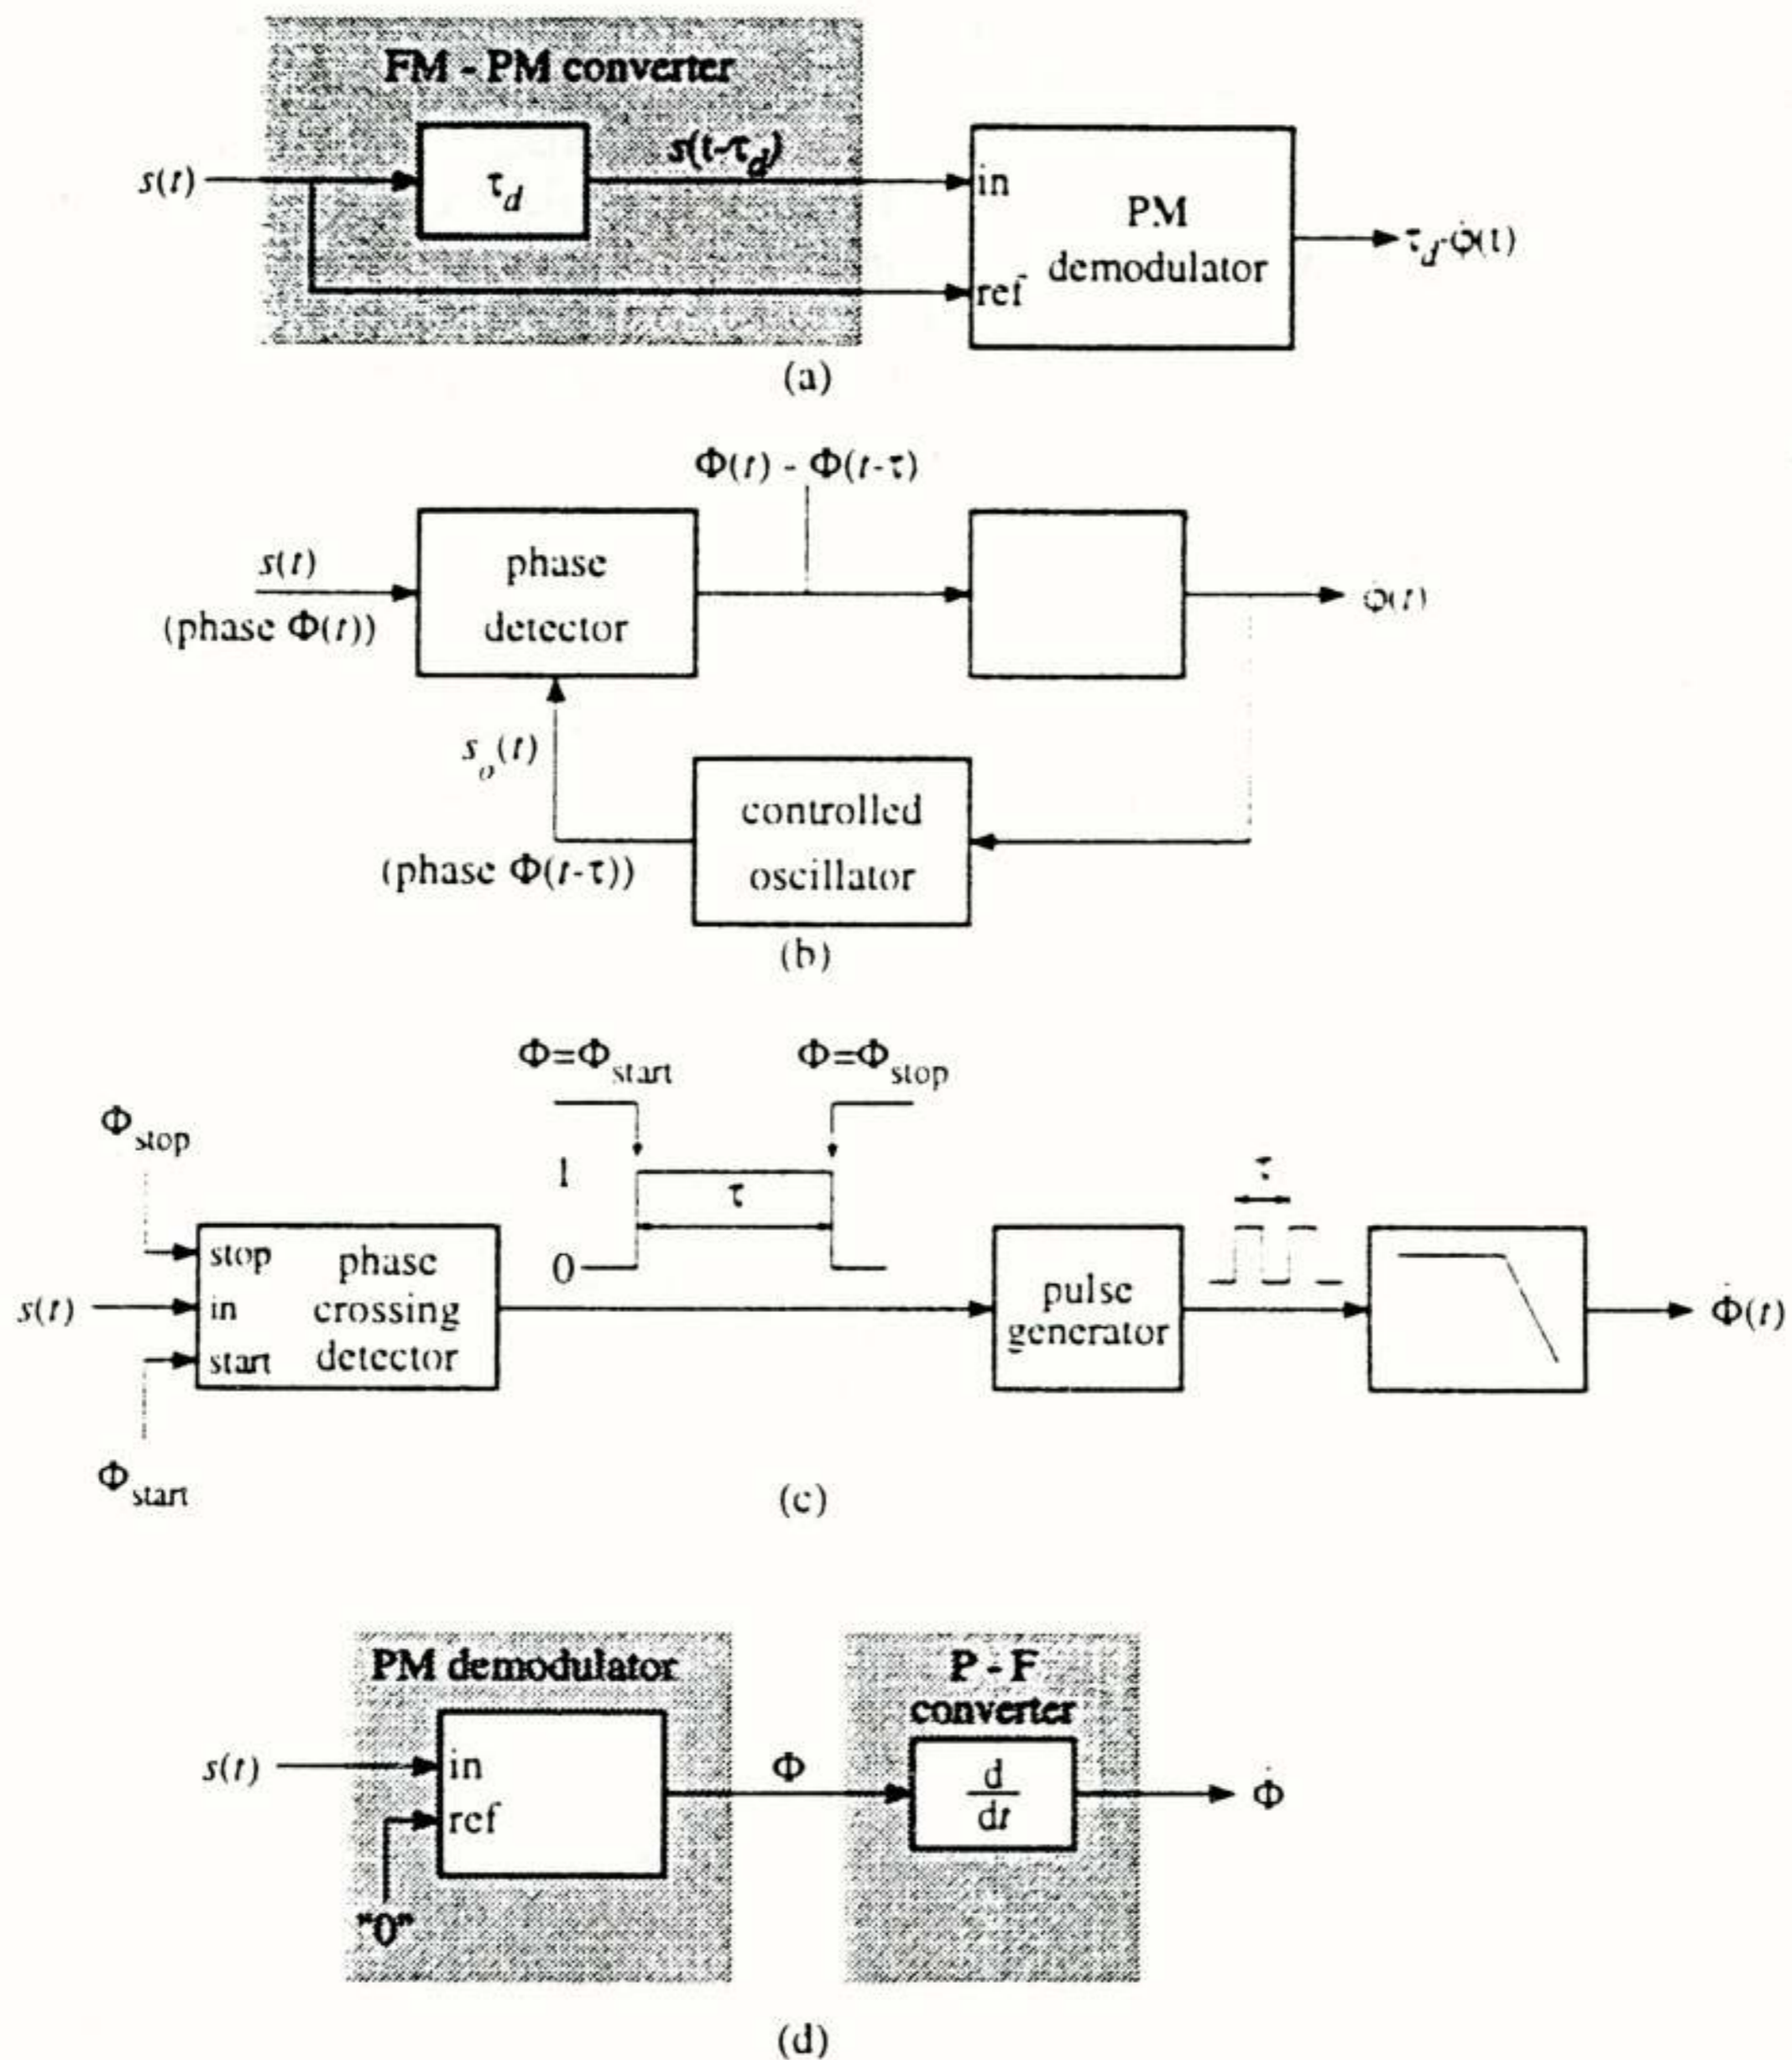 FM - PM converter
s(t)
τd
s(t-τd)
in
ref
PM
demodulator
τd·φ̇(t)
(a)
Φ(t) - Φ(t-τ)
s(t)
(phase Φ(t))
phase
detector
φ̇(t)
so(t)
(phase Φ(t-τ))
controlled
oscillator
(b)
Φ=Φstart
Φ=Φstop
Φstop
1
τ
0
τ
stop
in
start
phase
crossing
detector
s(t)
pulse
generator
Φ̇(t)
Φstart
(c)
PM demodulator
P - F
converter
s(t)
in
ref
Φ
d
dt
Φ̇
"0"
(d)